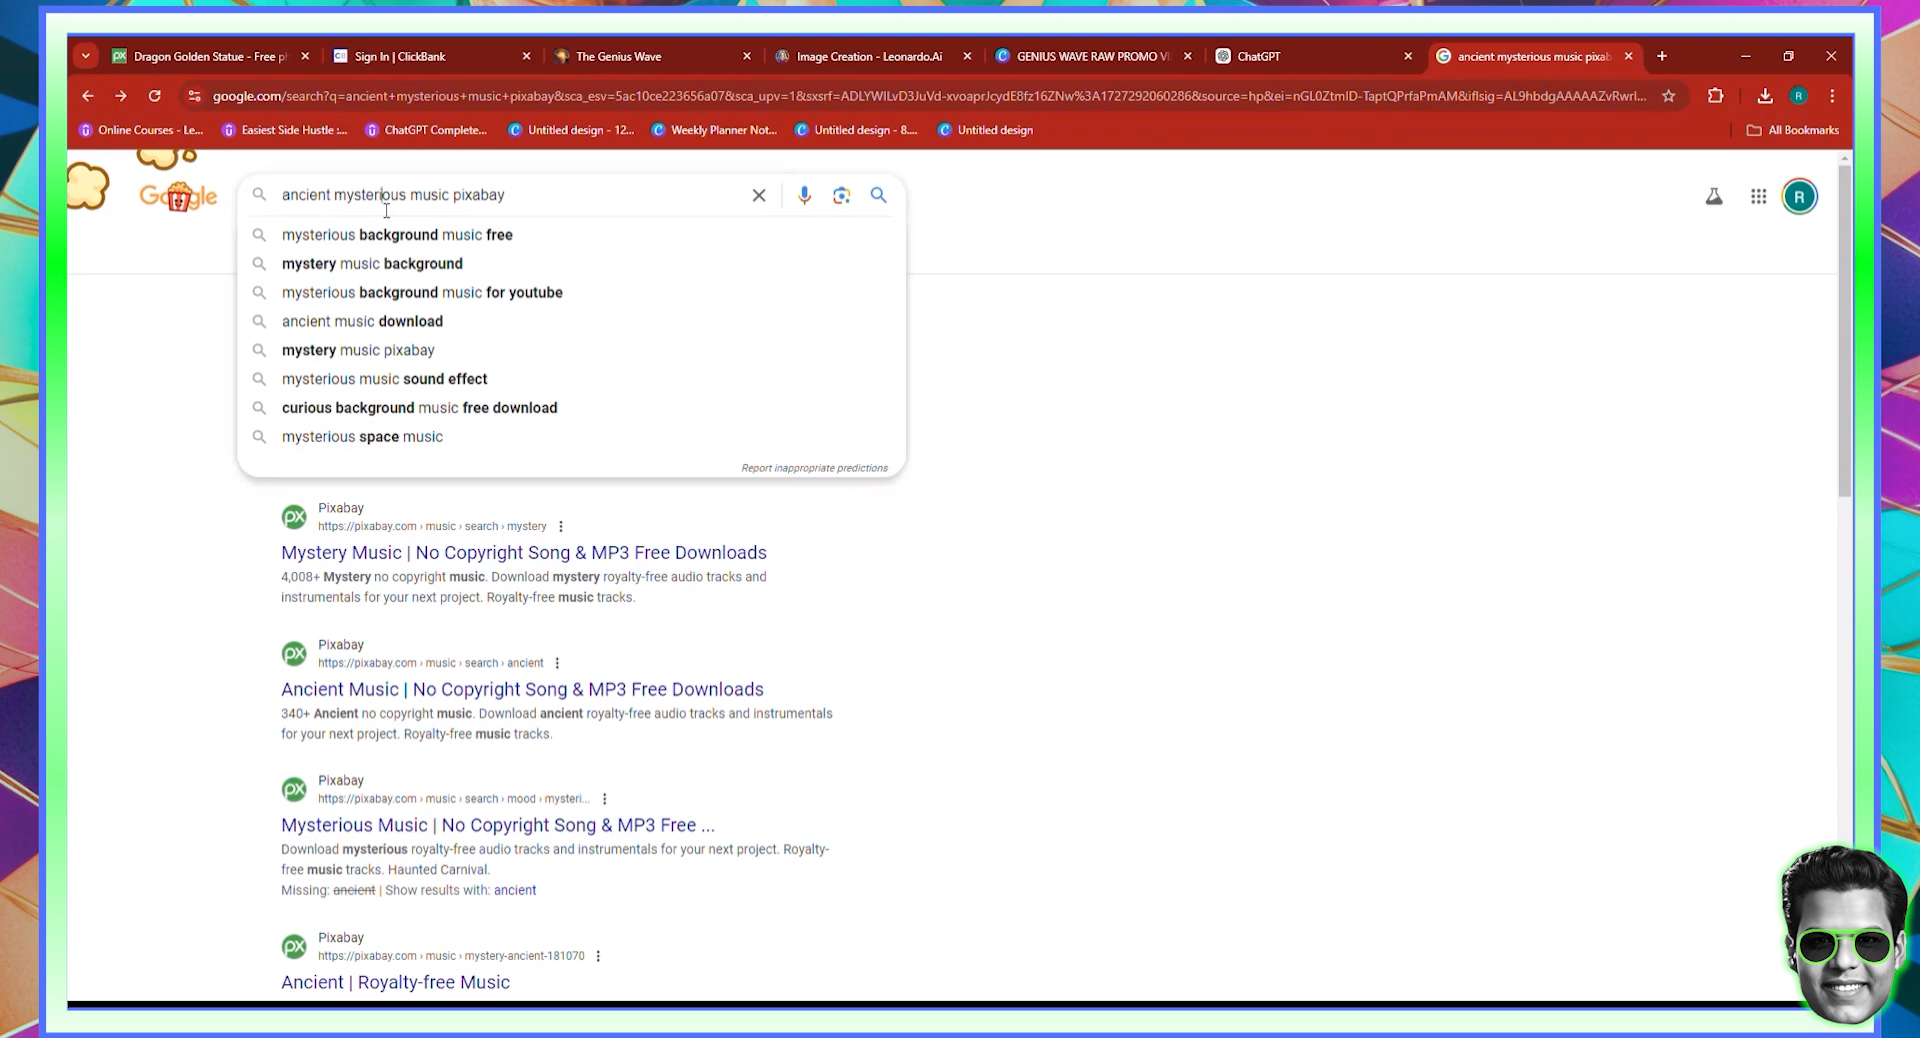 Dragon Golden Statue - Free ph
Sign In | ClickBank
The Genius Wave
Image Creation - Leonardo.Ai
GENIUS WAVE RAW PROMO VI
ChatGPT
ancient mysterious music pixab
google.com/search?q=ancient+mysterious+music+pixabay&sca_esv=5ac10ce223656a07&sca_upv=1&sxsrf=ADLYWILvD3JuVd-xvoaprJcydE8fz16ZNw%3A1727292060286&source=hp&ei=nGL0ZtmID-TaptQPrfaPmAM&iflsig=AL9hbdgAAAAAZvRwrI...
R
Online Courses - Le...
Easiest Side Hustle :...
ChatGPT Complete...
Untitled design - 12...
Weekly Planner Not...
Untitled design - 8....
Untitled design
All Bookmarks
Google
ancient mysterious music pixabay
R
mysterious background music free
mystery music background
mysterious background music for youtube
ancient music download
mystery music pixabay
mysterious music sound effect
curious background music free download
mysterious space music
Report inappropriate predictions
px
Pixabay
https://pixabay.com › music › search › mystery
Mystery Music | No Copyright Song & MP3 Free Downloads
4,008+ Mystery no copyright music. Download mystery royalty-free audio tracks and
instrumentals for your next project. Royalty-free music tracks.
px
Pixabay
https://pixabay.com › music › search › ancient
Ancient Music | No Copyright Song & MP3 Free Downloads
340+ Ancient no copyright music. Download ancient royalty-free audio tracks and instrumentals
for your next project. Royalty-free music tracks.
px
Pixabay
https://pixabay.com › music › search › mood › mysteri...
Mysterious Music | No Copyright Song & MP3 Free ...
Download mysterious royalty-free audio tracks and instrumentals for your next project. Royalty-
free music tracks. Haunted Carnival.
Missing: ancient | Show results with: ancient
px
Pixabay
https://pixabay.com › music › mystery-ancient-181070
Ancient | Royalty-free Music